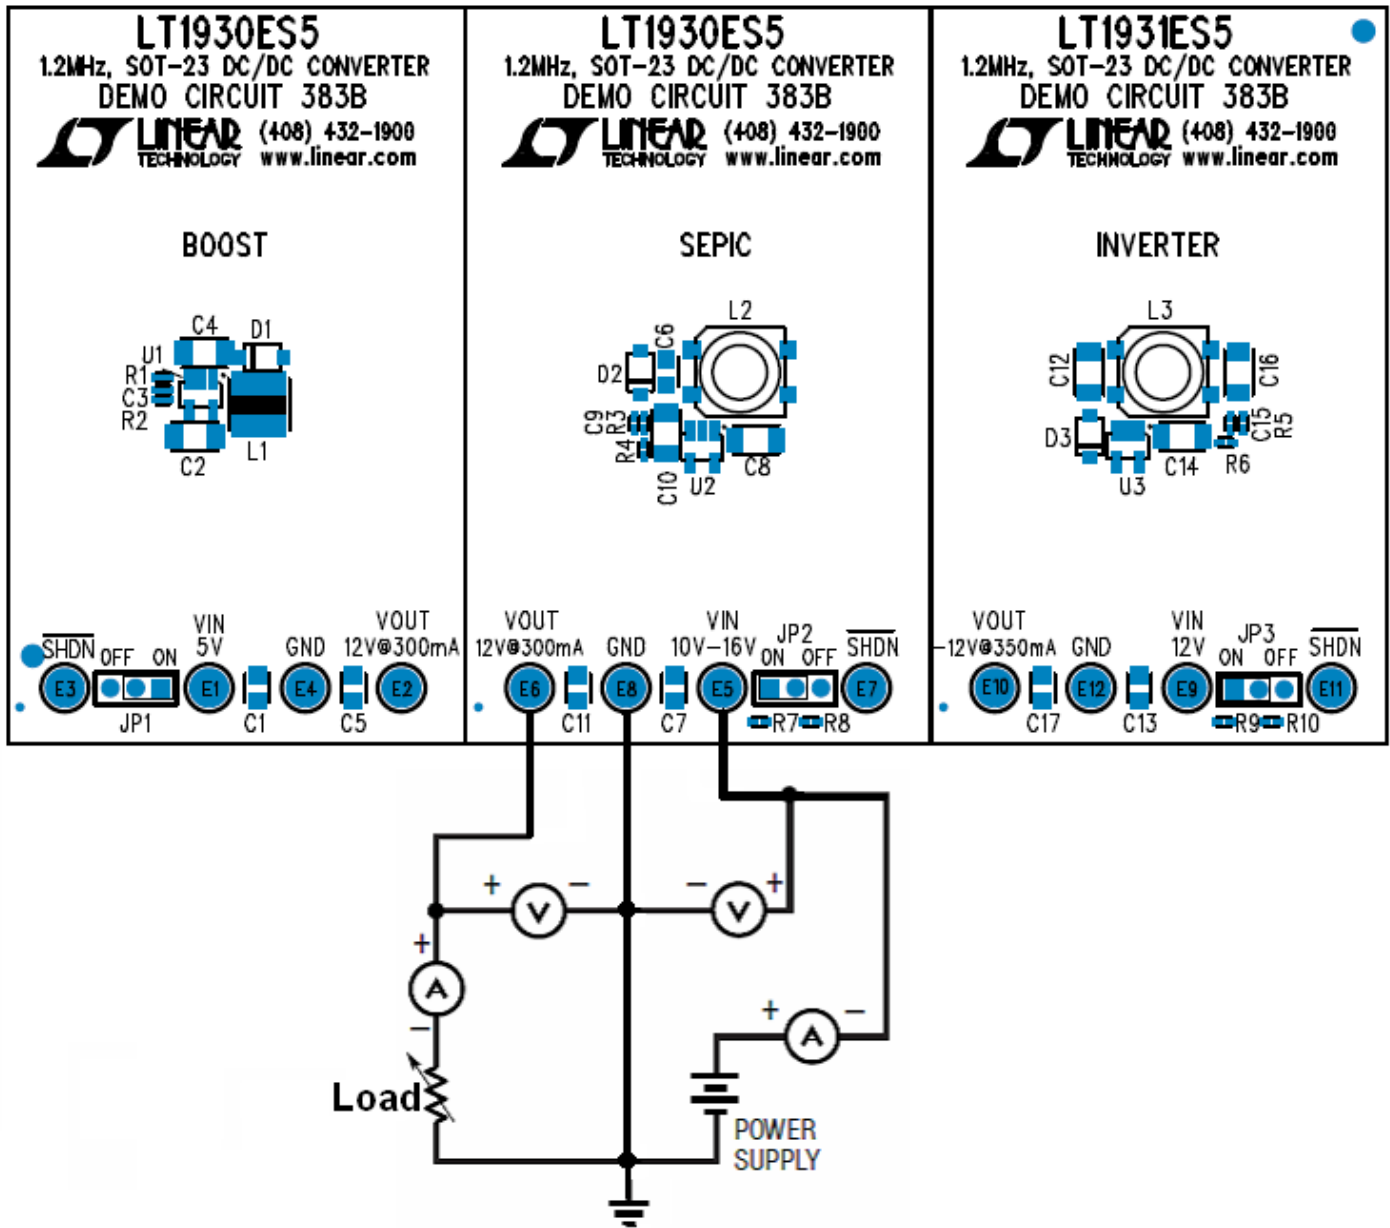 LT1930ES5
1.2MHz, SOT-23 DC/DC CONVERTER
DEMO CIRCUIT 383B
LINEAR (408) 432-1900
TECHNOLOGY www.linear.com
BOOST
C4
D1
U1
R1
C3
R2
C2
L1
VIN
5V
VOUT
12V@300mA
SHDN
OFF ON
GND
E3
E1
E4
E2
JP1
C1
C5
LT1930ES5
1.2MHz, SOT-23 DC/DC CONVERTER
DEMO CIRCUIT 383B
LINEAR (408) 432-1900
TECHNOLOGY www.linear.com
SEPIC
L2
C6
D2
C9
R3
R4
C10
U2
C8
VOUT
12V@300mA
GND
VIN
10V-16V
JP2
ON OFF
SHDN
E6
E8
E5
E7
C11
C7
R7
R8
LT1931ES5
1.2MHz, SOT-23 DC/DC CONVERTER
DEMO CIRCUIT 383B
LINEAR (408) 432-1900
TECHNOLOGY www.linear.com
INVERTER
L3
C12
C16
D3
C15
R5
R6
C14
U3
VOUT
-12V@350mA
GND
VIN
12V
JP3
ON OFF
SHDN
E10
E12
E9
E11
C17
C13
R9
R10
+ V −
− V +
+
A
−
+ A −
Load
POWER
SUPPLY